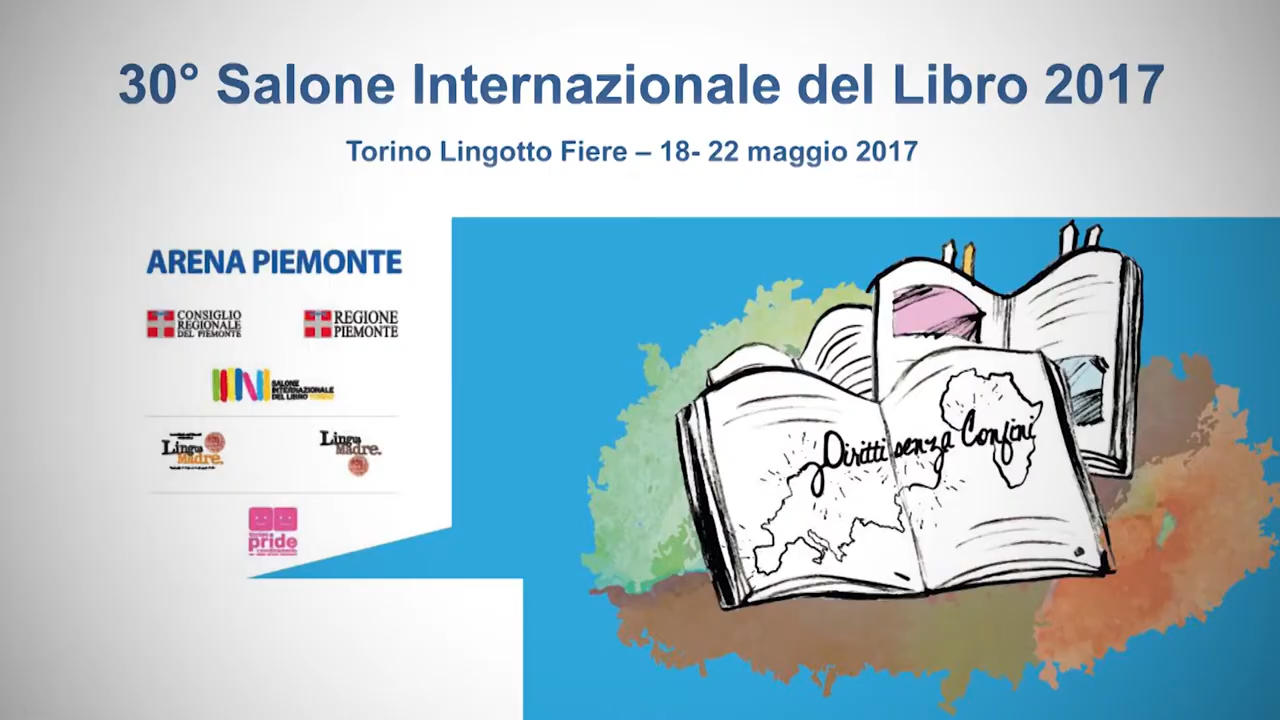 30° Salone Internazionale del Libro 2017
Torino Lingotto Fiere – 18- 22 maggio 2017
ARENA PIEMONTE
CONSIGLIO
REGIONALE
DEL PIEMONTE
REGIONE
PIEMONTE
SALONE
INTERNAZIONALE
DEL LIBRO TORINO
Lingua
Madre.
Lingua
Madre.
pride
Diritti senza Confini